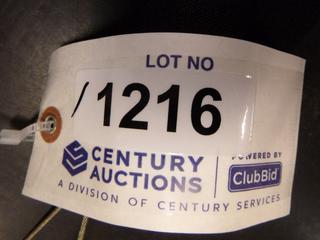 LOT NO
/1216
CENTURY AUCTIONS
POWERED BY
ClubBid
A DIVISION OF CENTURY SERVICES